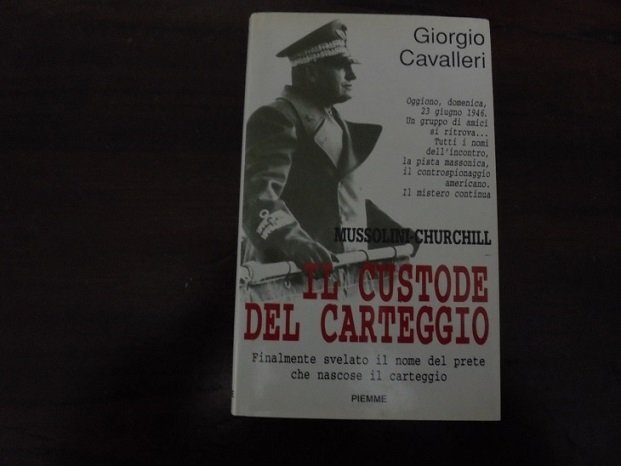 Giorgio
Cavalleri
Oggiono, domenica,
23 giugno 1946.
Un gruppo di amici
si ritrova...
Tutti i nomi
dell'incontro,
la pista massonica,
il controspionaggio
americano.
Il mistero continua
MUSSOLINI-CHURCHILL
IL CUSTODE
DEL CARTEGGIO
Finalmente svelato il nome del prete
che nascose il carteggio
PIEMME